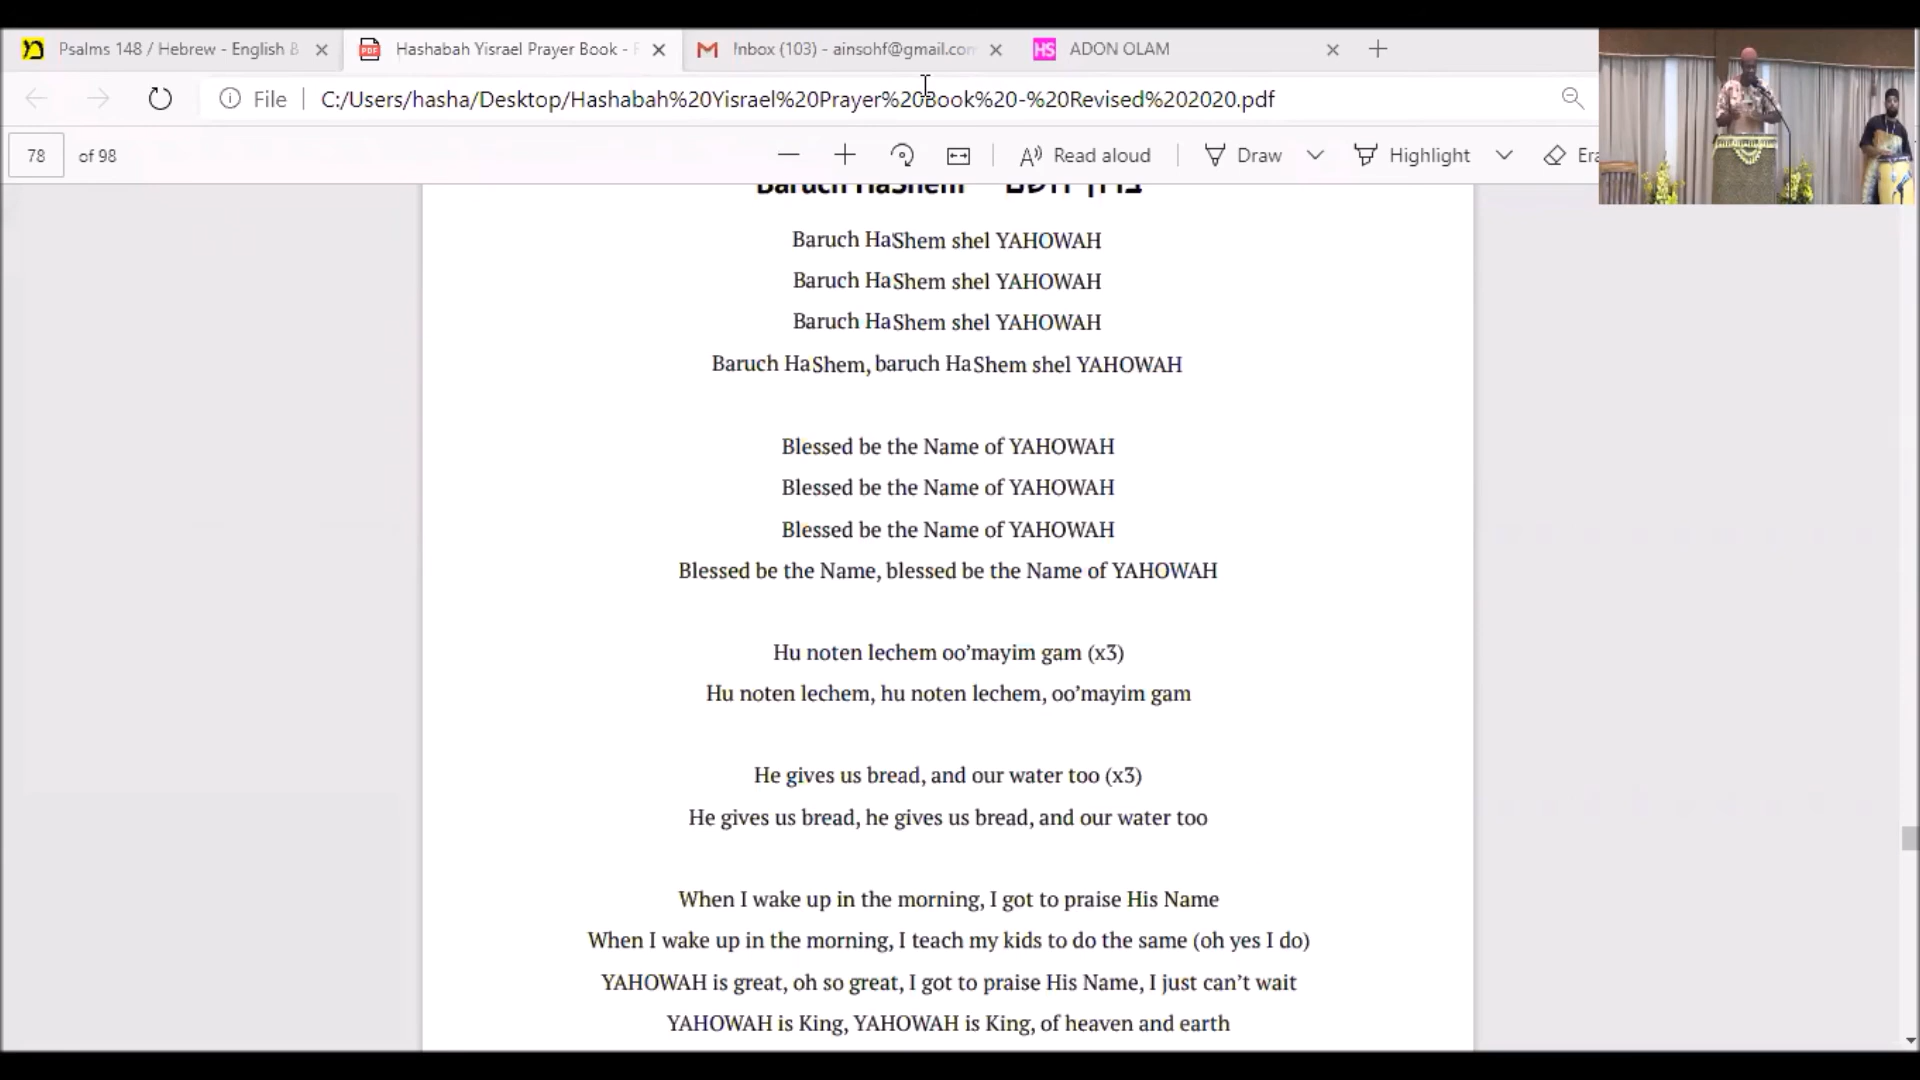 Psalms 148 / Hebrew - English &
Hashabah Yisrael Prayer Book -
Inbox (103) - ainsohf@gmail.com
HS ADON OLAM
File C:/Users/hasha/Desktop/Hashabah%20Yisrael%20Prayer%20Book%20-%20Revised%202020.pdf
78 of 98
Read aloud Draw Highlight Era
Baruch HaShem ברוך השם
Baruch HaShem shel YAHOWAH
Baruch HaShem shel YAHOWAH
Baruch HaShem shel YAHOWAH
Baruch HaShem, baruch HaShem shel YAHOWAH
Blessed be the Name of YAHOWAH
Blessed be the Name of YAHOWAH
Blessed be the Name of YAHOWAH
Blessed be the Name, blessed be the Name of YAHOWAH
Hu noten lechem oo’mayim gam (x3)
Hu noten lechem, hu noten lechem, oo’mayim gam
He gives us bread, and our water too (x3)
He gives us bread, he gives us bread, and our water too
When I wake up in the morning, I got to praise His Name
When I wake up in the morning, I teach my kids to do the same (oh yes I do)
YAHOWAH is great, oh so great, I got to praise His Name, I just can’t wait
YAHOWAH is King, YAHOWAH is King, of heaven and earth